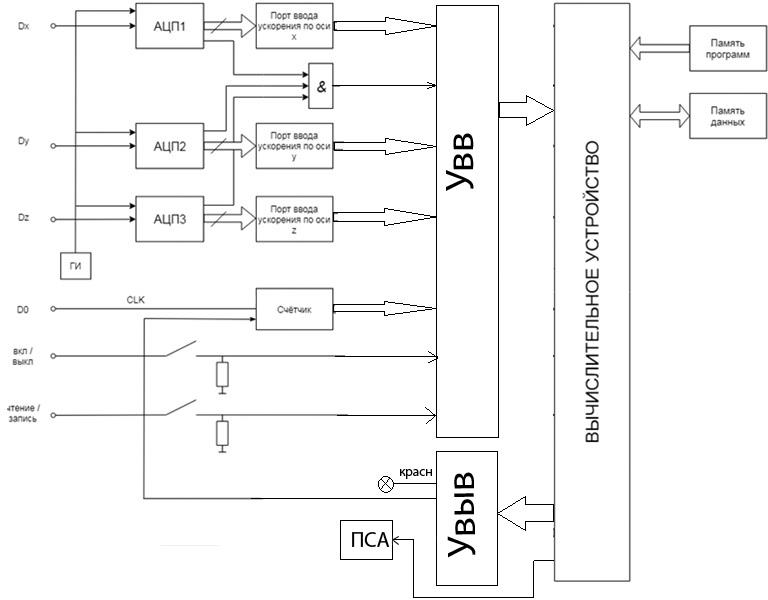 Dx
АЦП1
Порт ввода
ускорения по оси
x
&
Память
программ
Память
данных
Dy
АЦП2
Порт ввода
ускорения по оси
y
УВВ
ВЫЧИСЛИТЕЛЬНОЕ УСТРОЙСТВО
Dz
АЦП3
Порт ввода
ускорения по оси
z
ГИ
D0
CLK
Счётчик
вкл /
выкл
чтение /
запись
красн
УВЫВ
ПСА